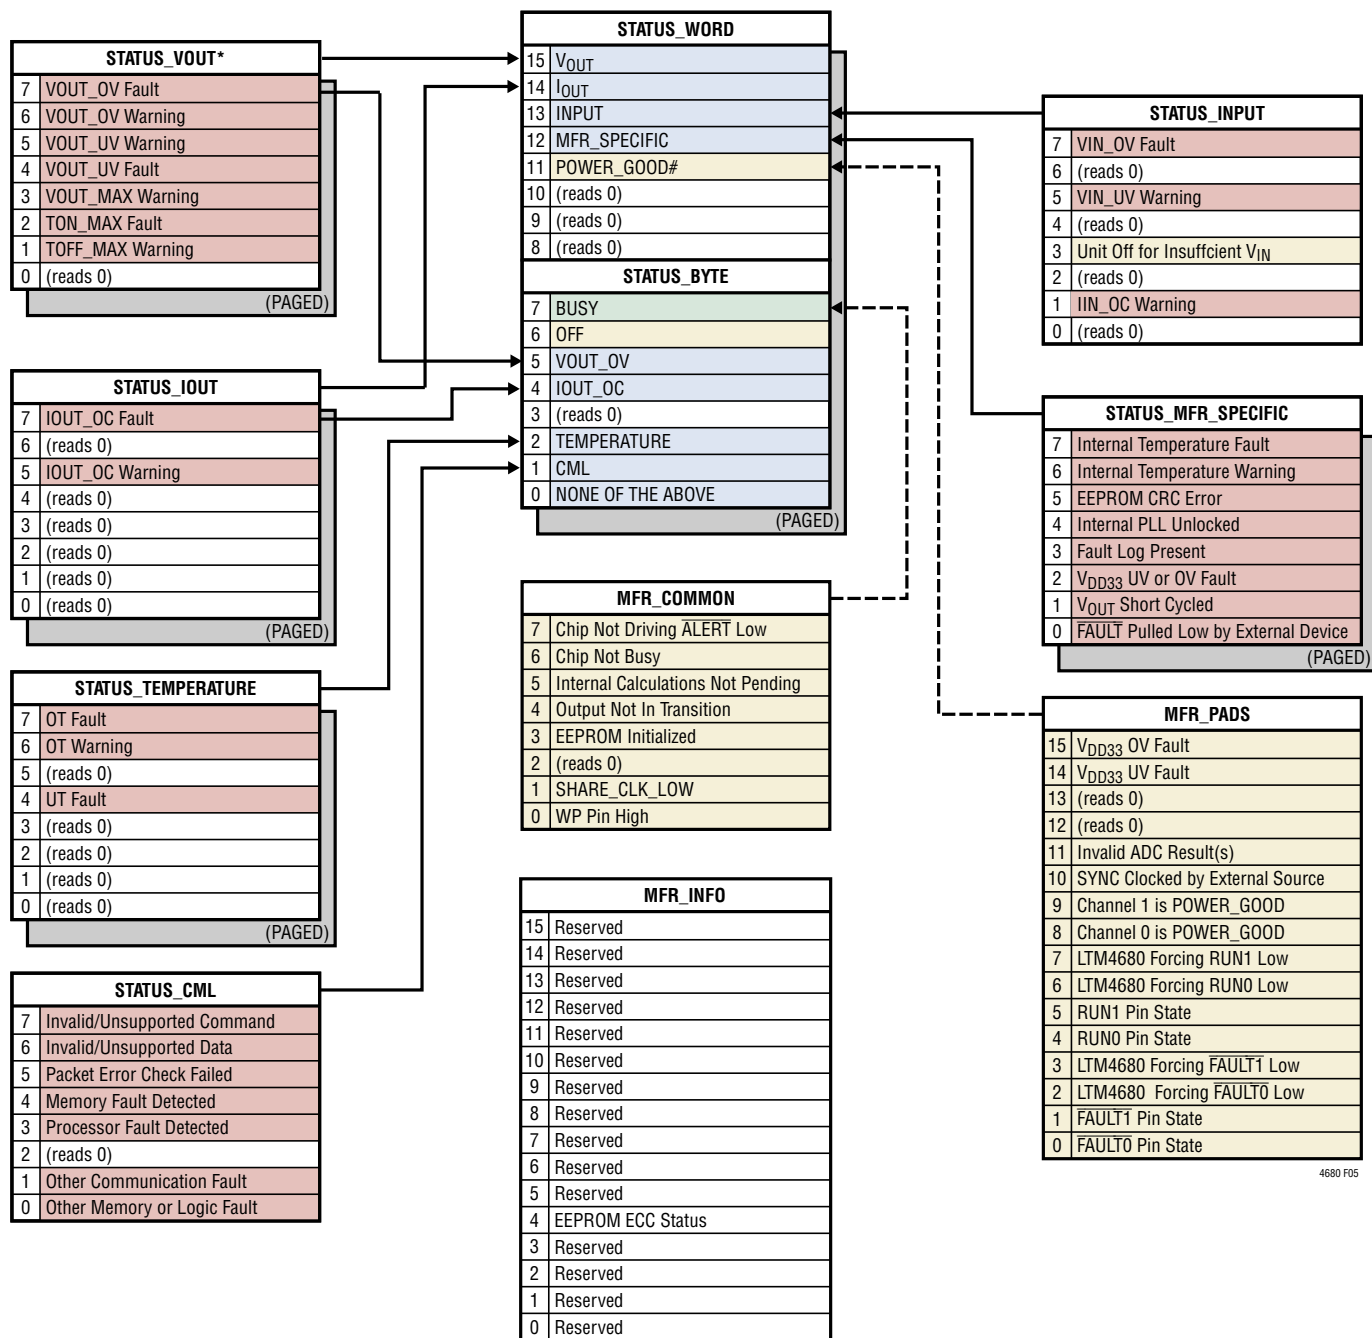 STATUS_VOUT*
7 VOUT_OV Fault
6 VOUT_OV Warning
5 VOUT_UV Warning
4 VOUT_UV Fault
3 VOUT_MAX Warning
2 TON_MAX Fault
1 TOFF_MAX Warning
0 (reads 0)
(PAGED)
STATUS_IOUT
7 IOUT_OC Fault
6 (reads 0)
5 IOUT_OC Warning
4 (reads 0)
3 (reads 0)
2 (reads 0)
1 (reads 0)
0 (reads 0)
(PAGED)
STATUS_TEMPERATURE
7 OT Fault
6 OT Warning
5 (reads 0)
4 UT Fault
3 (reads 0)
2 (reads 0)
1 (reads 0)
0 (reads 0)
(PAGED)
STATUS_CML
7 Invalid/Unsupported Command
6 Invalid/Unsupported Data
5 Packet Error Check Failed
4 Memory Fault Detected
3 Processor Fault Detected
2 (reads 0)
1 Other Communication Fault
0 Other Memory or Logic Fault
STATUS_WORD
15 VOUT
14 IOUT
13 INPUT
12 MFR_SPECIFIC
11 POWER_GOOD#
10 (reads 0)
9 (reads 0)
8 (reads 0)
STATUS_BYTE
7 BUSY
6 OFF
5 VOUT_OV
4 IOUT_OC
3 (reads 0)
2 TEMPERATURE
1 CML
0 NONE OF THE ABOVE
(PAGED)
MFR_COMMON
7 Chip Not Driving ALERT Low
6 Chip Not Busy
5 Internal Calculations Not Pending
4 Output Not In Transition
3 EEPROM Initialized
2 (reads 0)
1 SHARE_CLK_LOW
0 WP Pin High
MFR_INFO
15 Reserved
14 Reserved
13 Reserved
12 Reserved
11 Reserved
10 Reserved
9 Reserved
8 Reserved
7 Reserved
6 Reserved
5 Reserved
4 EEPROM ECC Status
3 Reserved
2 Reserved
1 Reserved
0 Reserved
STATUS_INPUT
7 VIN_OV Fault
6 (reads 0)
5 VIN_UV Warning
4 (reads 0)
3 Unit Off for Insuffcient VIN
2 (reads 0)
1 IIN_OC Warning
0 (reads 0)
STATUS_MFR_SPECIFIC
7 Internal Temperature Fault
6 Internal Temperature Warning
5 EEPROM CRC Error
4 Internal PLL Unlocked
3 Fault Log Present
2 VDD33 UV or OV Fault
1 VOUT Short Cycled
0 FAULT Pulled Low by External Device
(PAGED)
MFR_PADS
15 VDD33 OV Fault
14 VDD33 UV Fault
13 (reads 0)
12 (reads 0)
11 Invalid ADC Result(s)
10 SYNC Clocked by External Source
9 Channel 1 is POWER_GOOD
8 Channel 0 is POWER_GOOD
7 LTM4680 Forcing RUN1 Low
6 LTM4680 Forcing RUN0 Low
5 RUN1 Pin State
4 RUN0 Pin State
3 LTM4680 Forcing FAULT1 Low
2 LTM4680 Forcing FAULT0 Low
1 FAULT1 Pin State
0 FAULT0 Pin State
4680 F05